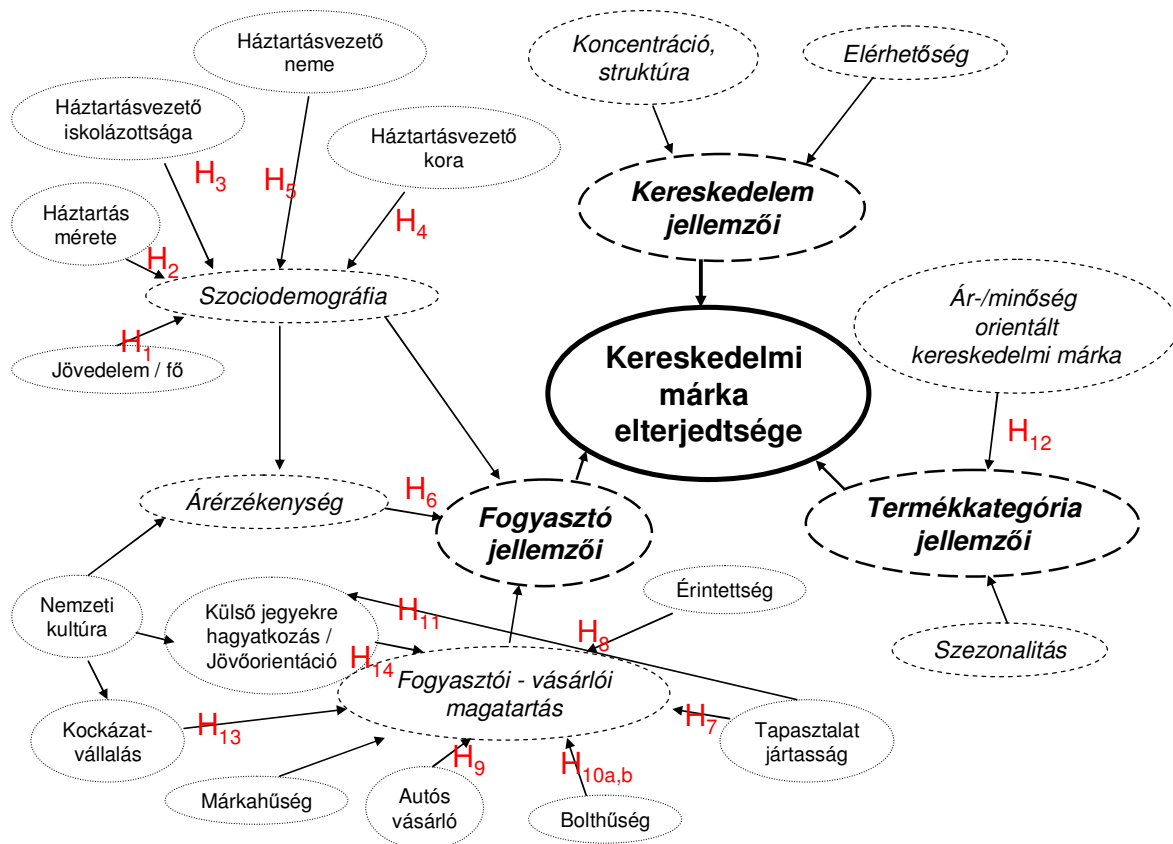 Háztartásvezető
neme
Koncentráció,
struktúra
Elérhetőség
Háztartásvezető
iskolázottsága
Háztartásvezető
kora
H3
H5
H4
Kereskedelem
jellemzői
Háztartás
mérete
H2
Szociodemográfia
H1
Jövedelem / fő
Ár-/minőség
orientált
kereskedelmi márka
Kereskedelmi
márka
elterjedtsége
H12
Árérzékenység
H6
Fogyasztó
jellemzői
Termékkategória
jellemzői
Nemzeti
kultúra
Külső jegyekre
hagyatkozás /
Jövőorientáció
H11
Érintettség
H8
H14
Fogyasztói - vásárlói
magatartás
Szezonalitás
Kockázat-
vállalás
H13
H7
Tapasztalat
jártasság
Márkahűség
H9
Autós
vásárló
H10a,b
Bolthűség